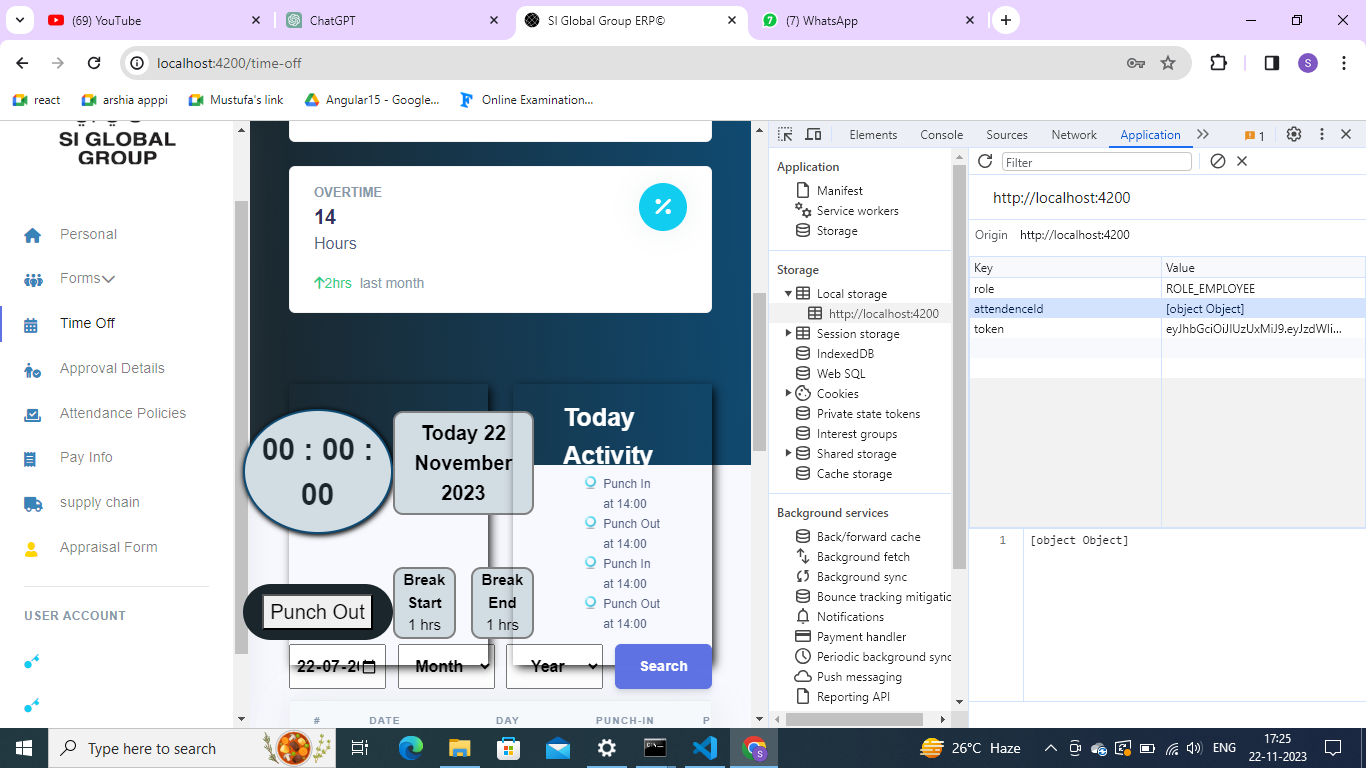 (69) YouTube
ChatGPT
SI Global Group ERP©
7
(7) WhatsApp
localhost:4200/time-off
S
react
arshia apppi
Mustufa's link
Angular15 - Google...
Online Examination...
SI GLOBAL
GROUP
Personal
Forms
Time Off
Approval Details
Attendance Policies
Pay Info
supply chain
Appraisal Form
USER ACCOUNT
OVERTIME
14
Hours
2hrs last month
00 : 00 :
00
Today 22
November
2023
Today
Activity
Punch In
at 14:00
Punch Out
at 14:00
Punch In
at 14:00
Punch Out
at 14:00
Punch Out
Break
Start
1 hrs
Break
End
1 hrs
22-07-20
Month
Year
Search
#
DATE
DAY
PUNCH-IN
P
Elements
Console
Sources
Network
Application
1
Application
Manifest
Service workers
Storage
Storage
Local storage
http://localhost:4200
Session storage
IndexedDB
Web SQL
Cookies
Private state tokens
Interest groups
Shared storage
Cache storage
Background services
Back/forward cache
Background fetch
Background sync
Bounce tracking mitigatio
Notifications
Payment handler
Periodic background sync
Push messaging
Reporting API
Filter
http://localhost:4200
Origin http://localhost:4200
Key Value
role ROLE_EMPLOYEE
attendenceId [object Object]
token eyJhbGciOiJIUzUxMiJ9.eyJzdWIi...
1 [object Object]
Type here to search
26°C Haze
ENG
17:25
22-11-2023